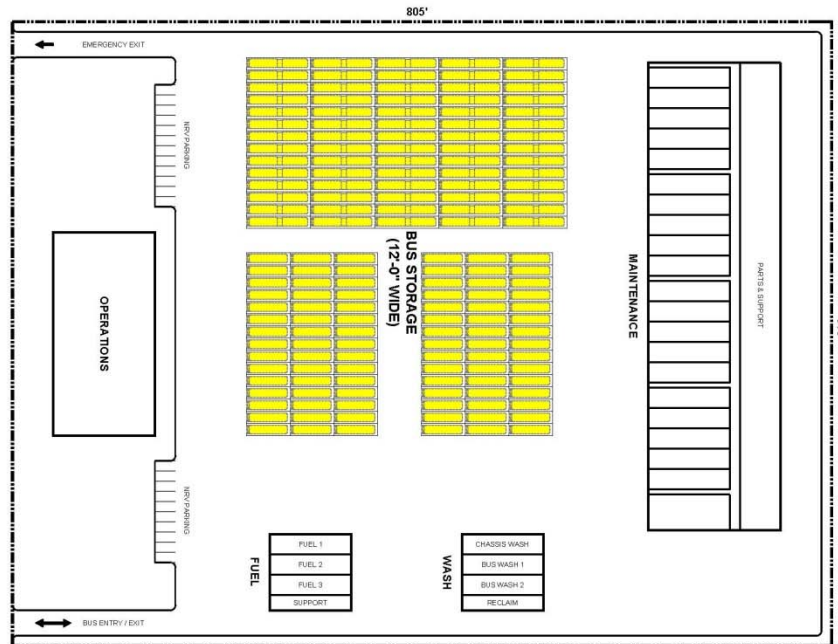 805'
EMERGENCY EXIT
NRV PARKING
BUS STORAGE
(12'-0" WIDE)
OPERATIONS
MAINTENANCE
PARTS & SUPPORT
NRV PARKING
FUEL
FUEL 1
FUEL 2
FUEL 3
SUPPORT
WASH
CHASSIS WASH
BUS WASH 1
BUS WASH 2
RECLAIM
BUS ENTRY / EXIT